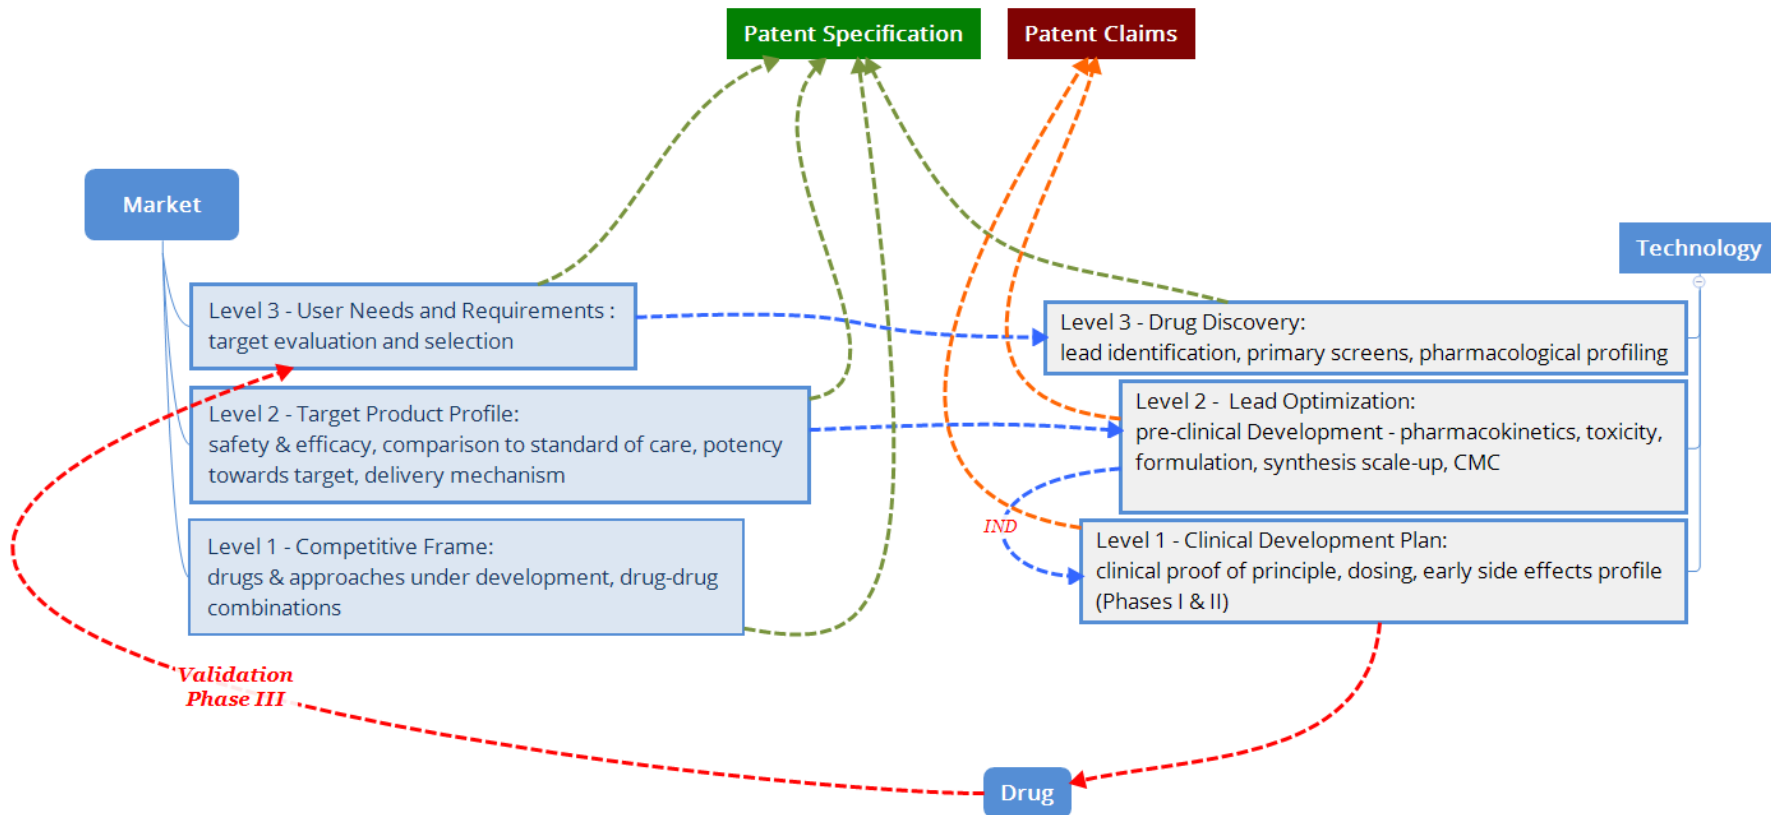 Patent Specification
Patent Claims
Market
Technology
Level 3 - User Needs and Requirements :
target evaluation and selection
Level 3 - Drug Discovery:
lead identification, primary screens, pharmacological profiling
Level 2 - Target Product Profile:
safety & efficacy, comparison to standard of care, potency
towards target, delivery mechanism
Level 2 -  Lead Optimization:
pre-clinical Development - pharmacokinetics, toxicity,
formulation, synthesis scale-up, CMC
IND
Level 1 - Competitive Frame:
drugs & approaches under development, drug-drug
combinations
Level 1 - Clinical Development Plan:
clinical proof of principle, dosing, early side effects profile
(Phases I & II)
Validation
Phase III
Drug